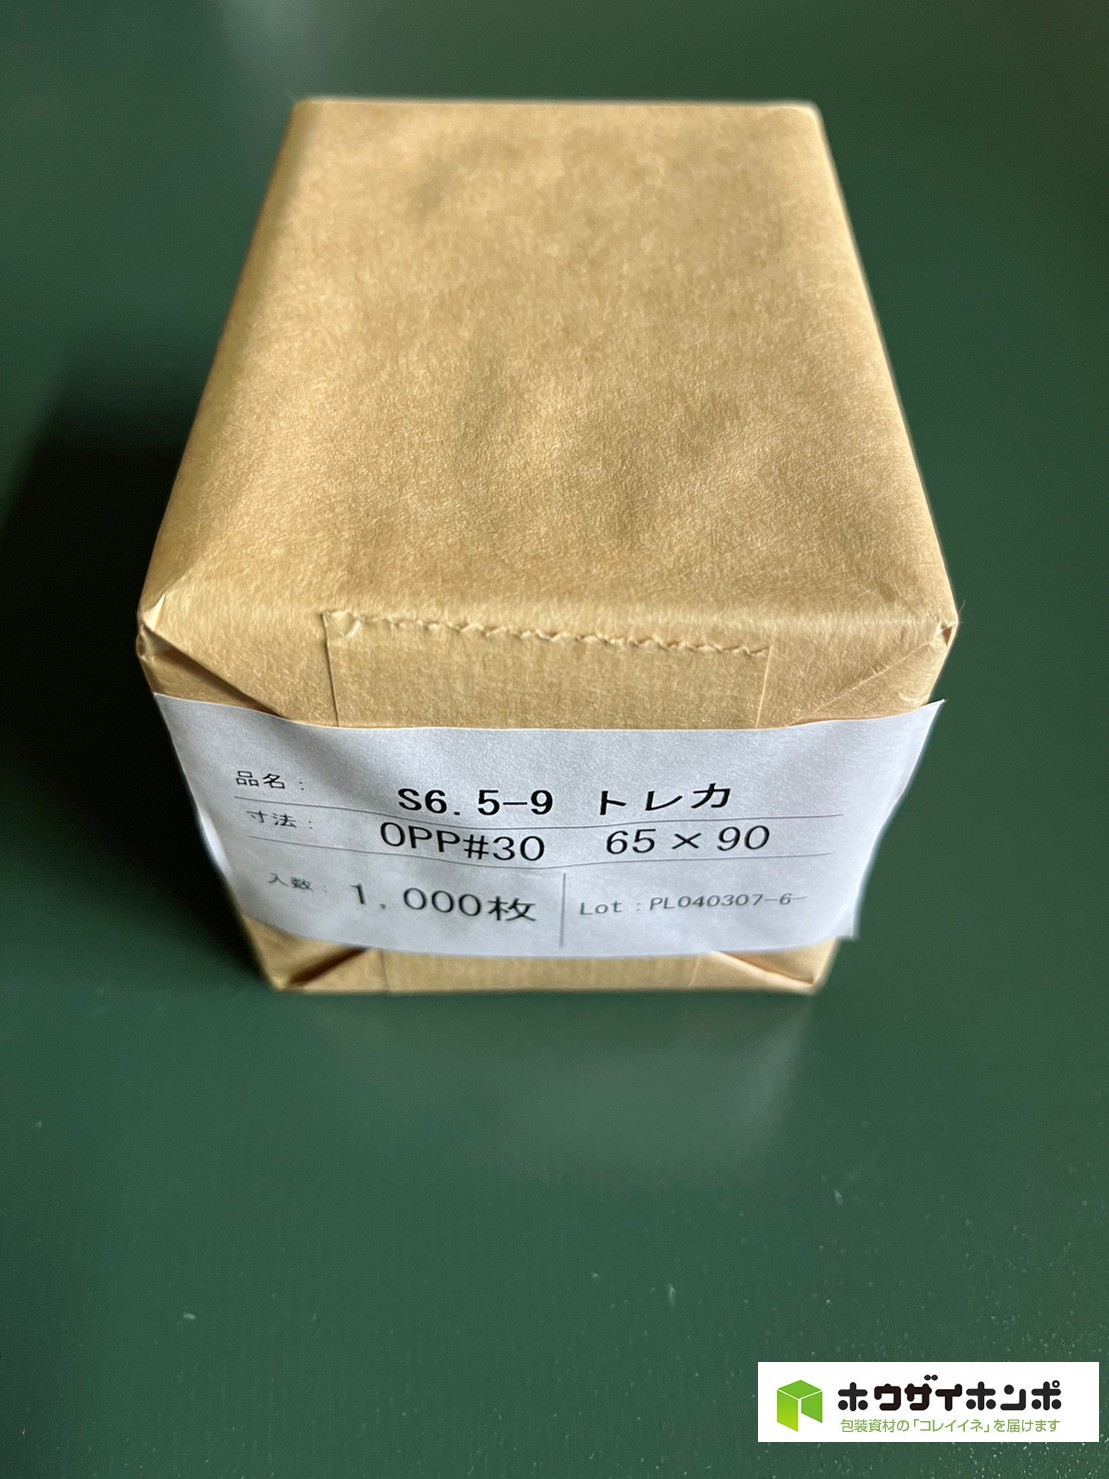 品名： S6.5-9 トレカ
寸法： OPP#30 65×90
入数： 1,000枚 Lot：PL040307-6-
ホウザイホンポ
包装資材の「コレイイネ」を届けます